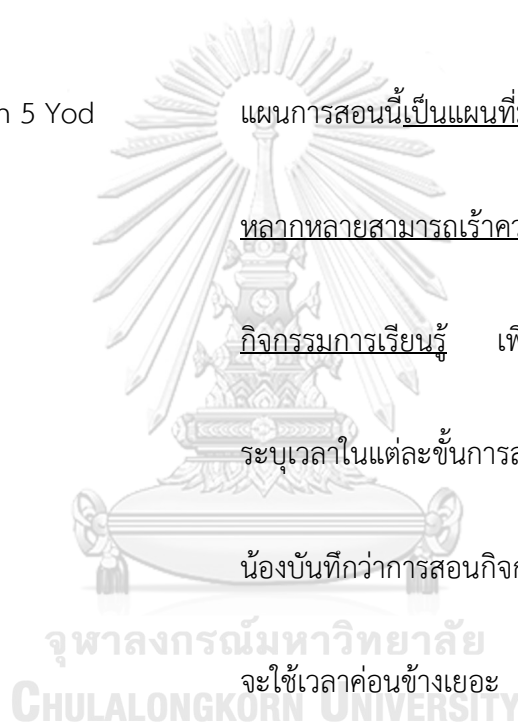 n 5 Yod แผนการสอนนี้เป็นแผนที่
หลากหลายสามารถเร้าคว
กิจกรรมการเรียนรู้ เพิ
ระบุเวลาในแต่ละขั้นการส
น้องบันทึกว่าการสอนกิจก
จุฬาลงกรณ์มหาวิทยาลัย
จะใช้เวลาค่อนข้างเยอะ
CHULALONGKORN UNIVERSITY